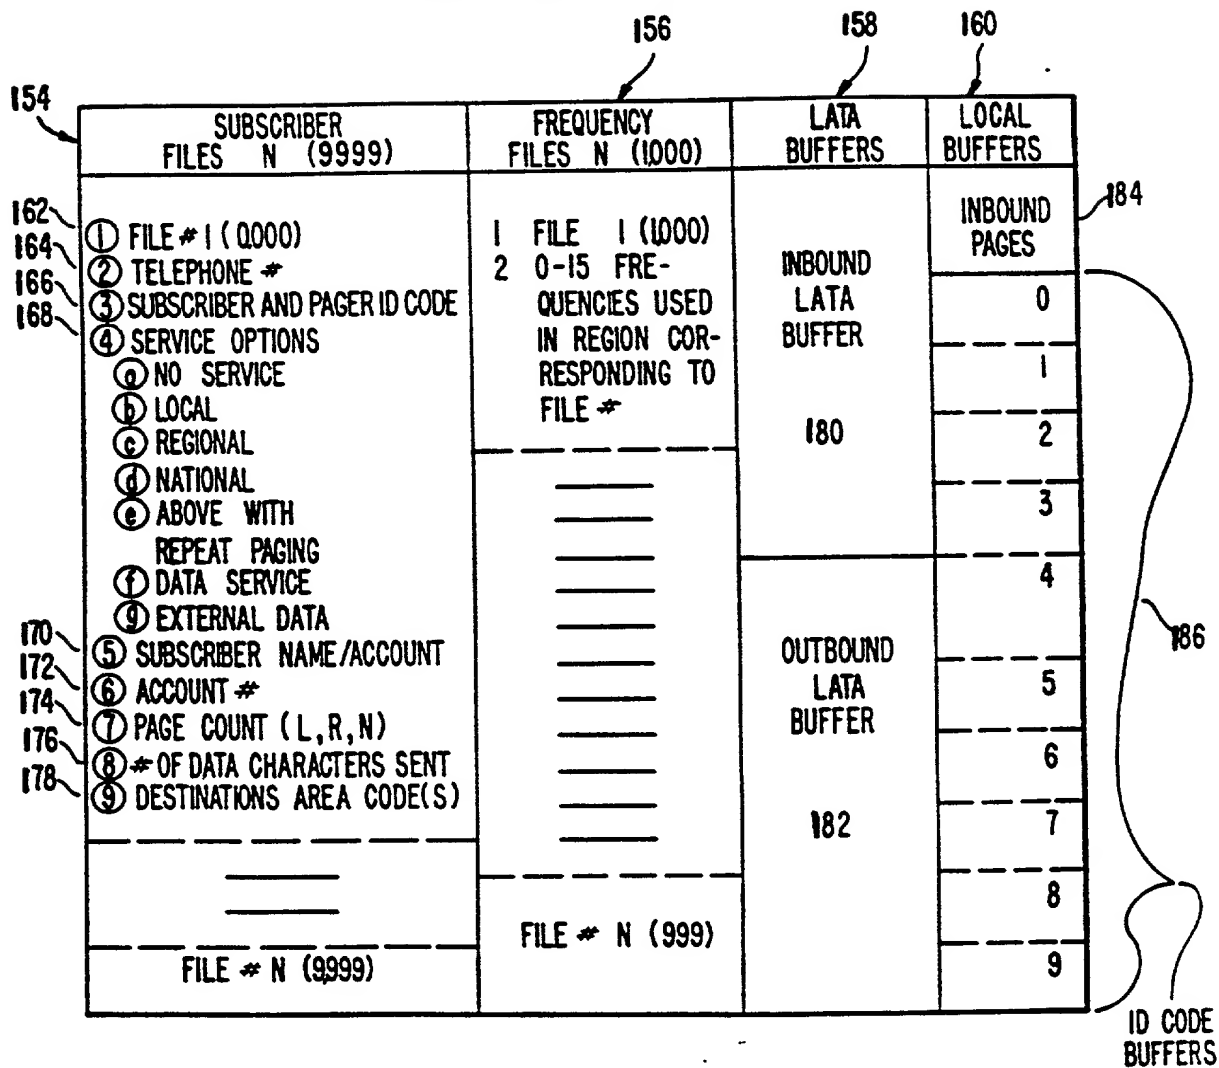 156
158
160
154
SUBSCRIBER
FILES N (9999)
FREQUENCY
FILES N (1,000)
LATA
BUFFERS
LOCAL
BUFFERS
162
164
166
168
① FILE # 1 (0,000)
② TELEPHONE #
③ SUBSCRIBER AND PAGER ID CODE
④ SERVICE OPTIONS
ⓐ NO SERVICE
ⓑ LOCAL
ⓒ REGIONAL
ⓓ NATIONAL
ⓔ ABOVE WITH
REPEAT PAGING
ⓕ DATA SERVICE
ⓖ EXTERNAL DATA
170
172
174
176
178
⑤ SUBSCRIBER NAME/ACCOUNT
⑥ ACCOUNT #
⑦ PAGE COUNT (L,R,N)
⑧ # OF DATA CHARACTERS SENT
⑨ DESTINATIONS AREA CODE(S)
FILE # N (9,999)
1 FILE 1 (1,000)
2 0-15 FRE-
QUENCIES USED
IN REGION COR-
RESPONDING TO
FILE #
FILE # N (999)
INBOUND
LATA
BUFFER
180
OUTBOUND
LATA
BUFFER
182
INBOUND
PAGES
184
0
1
2
3
4
5
6
7
8
9
186
ID CODE
BUFFERS